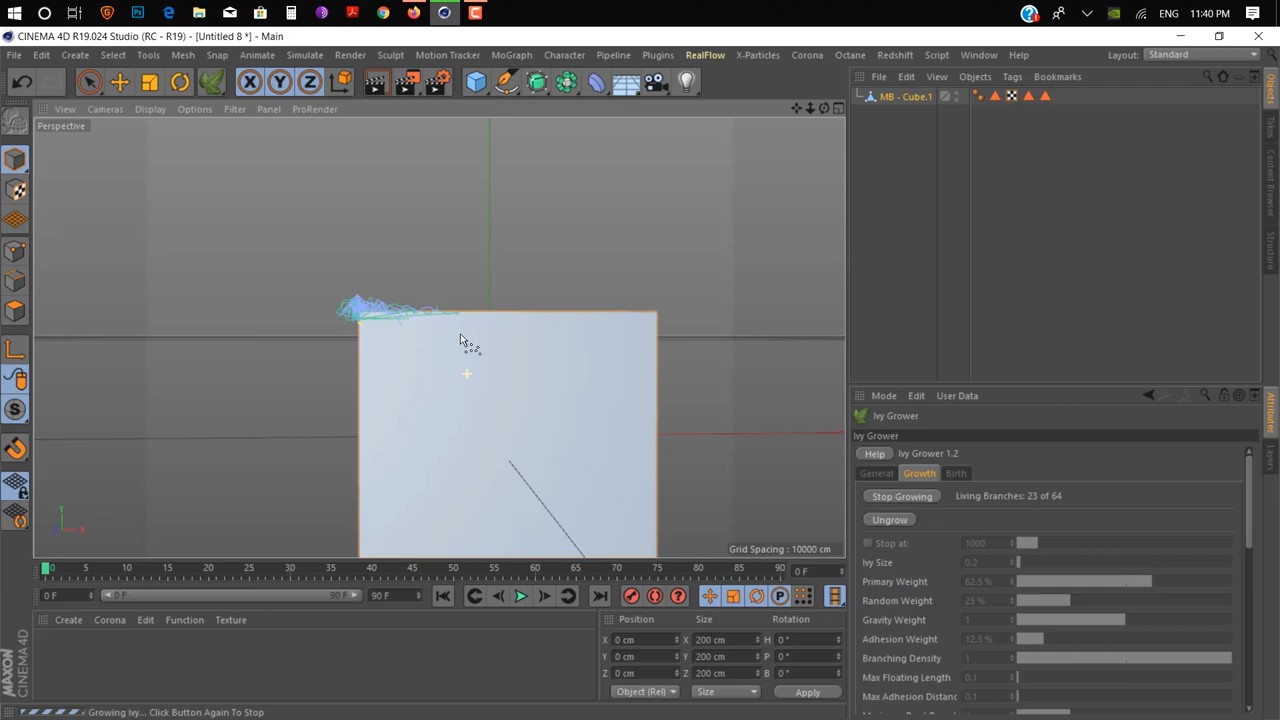 ENG 11:40 PM
CINEMA 4D R19.024 Studio (RC - R19) - [Untitled 8 *] - Main
File Edit Create Select Tools Mesh Snap Animate Simulate Render Sculpt Motion Tracker MoGraph Character Pipeline Plugins RealFlow X-Particles Corona Octane Redshift Script Window Help Layout: Standard
X Y Z
File Edit View Objects Tags Bookmarks
View Cameras Display Options Filter Panel ProRender
MB - Cube.1
Perspective
Objects
Takes
Content Browser
Structure
Mode Edit User Data
Ivy Grower
Ivy Grower
Help Ivy Grower 1.2
General Growth Birth
Attributes
Layers
Stop Growing Living Branches: 23 of 64
Ungrow
Stop at: 1000
Ivy Size 0.2
Primary Weight 62.5 %
Random Weight 25 %
Gravity Weight 1
Adhesion Weight 12.5 %
Branching Density 1
Max Floating Length 0.1
Max Adhesion Distanc 0.1
Y
X
Z
Grid Spacing : 10000 cm
0 5 10 15 20 25 30 35 40 45 50 55 60 65 70 75 80 85 90 0 F
0 F 0 F 90 F 90 F
Create Corona Edit Function Texture
Position Size Rotation
X 0 cm X 200 cm H 0 °
Y 0 cm Y 200 cm P 0 °
Z 0 cm Z 200 cm B 0 °
Object (Rel) Size Apply
MAXON
CINEMA 4D
Growing Ivy... Click Button Again To Stop